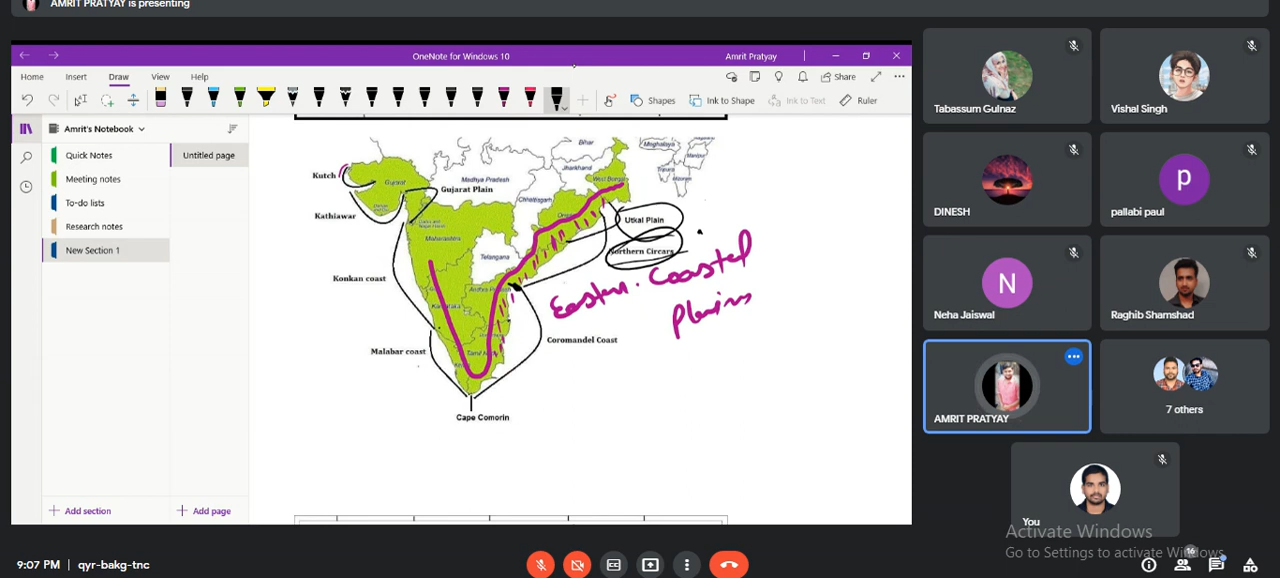 AMRIT PRATYAY is presenting
OneNote for Windows 10
Amrit Pratyay
Home Insert Draw View Help
Share
Shapes Ink to Shape Ink to Text Ruler
Amrit's Notebook
Quick Notes
Meeting notes
To-do lists
Research notes
New Section 1
Add section
Untitled page
Add page
Bihar
Meghalaya
Manipur
Tripura
Mizoram
Jharkhand
West Bengal
Madhya Pradesh
Chhattisgarh
Kutch
Gujarat
Gujarat Plain
Kathiawar
Maharashtra
Telangana
Utkal Plain
Northern Circars
Konkan coast
Andhra Pradesh
Karnataka
Malabar coast
Tamil
Coromandel Coast
Cape Comorin
Eastern Coastal
Plains
Tabassum Gulnaz
Vishal Singh
DINESH
P
pallabi paul
N
Neha Jaiswal
Raghib Shamshad
AMRIT PRATYAY
7 others
You
Activate Windows
Go to Settings to activate Windows.
9:07 PM | qyr-bakg-tnc
16